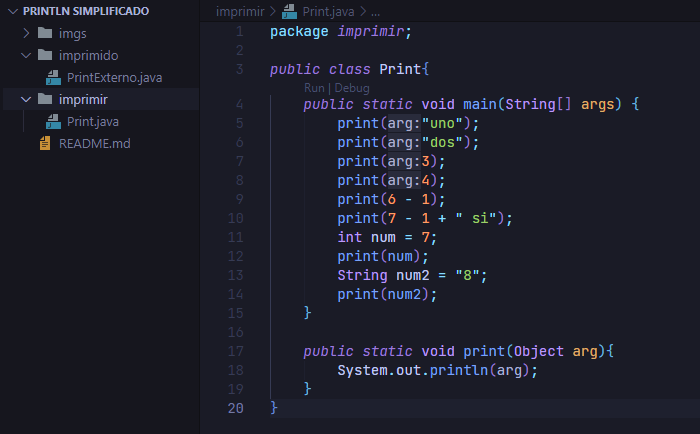 PRINTLN SIMPLIFICADO
imgs
imprimido
PrintExterno.java
imprimir
Print.java
README.md
imprimir > Print.java > ...
1 package imprimir;
2
3 public class Print{
Run | Debug
4 public static void main(String[] args) {
5 print(arg:"uno");
6 print(arg:"dos");
7 print(arg:3);
8 print(arg:4);
9 print(6 - 1);
10 print(7 - 1 + " si");
11 int num = 7;
12 print(num);
13 String num2 = "8";
14 print(num2);
15 }
16
17 public static void print(Object arg){
18 System.out.println(arg);
19 }
20 }